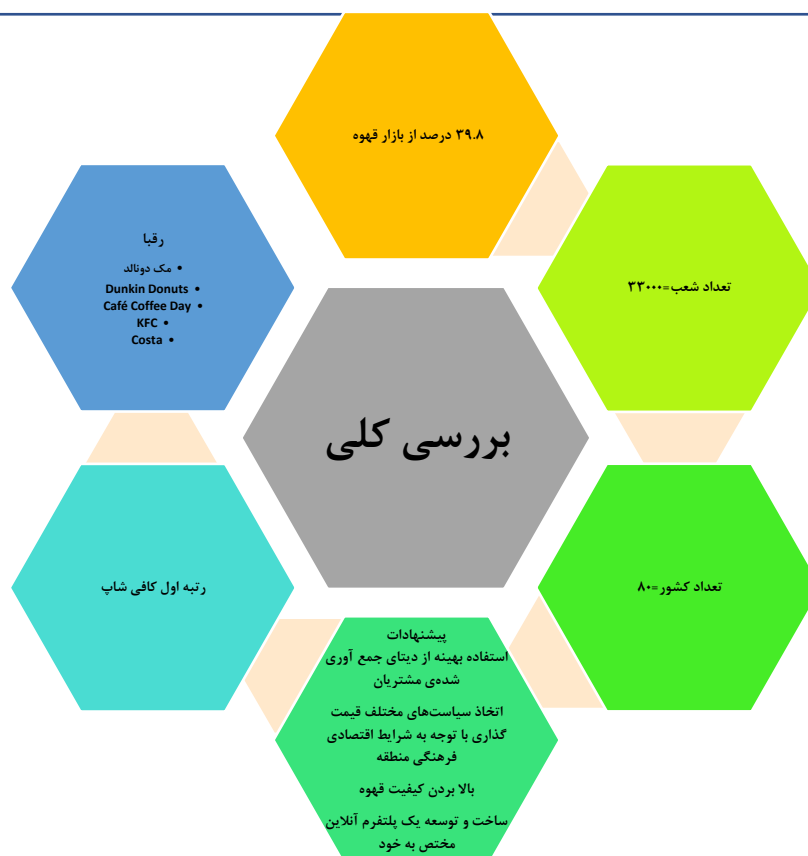 ۳۹.۸ درصد از بازار قهوه
تعداد شعب=۳۳۰۰۰
تعداد کشور=۸۰
پیشنهادات
استفاده بهینه از دیتای جمع آوری
شده‌ی مشتریان
اتخاذ سیاست‌های مختلف قیمت
گذاری با توجه به شرایط اقتصادی
فرهنگی منطقه
بالا بردن کیفیت قهوه
ساخت و توسعه یک پلتفرم آنلاین
مختص به خود
رتبه اول کافی شاپ
رقبا
• مک دونالد
• Dunkin Donuts
• Café Coffee Day
• KFC
• Costa
بررسی کلی